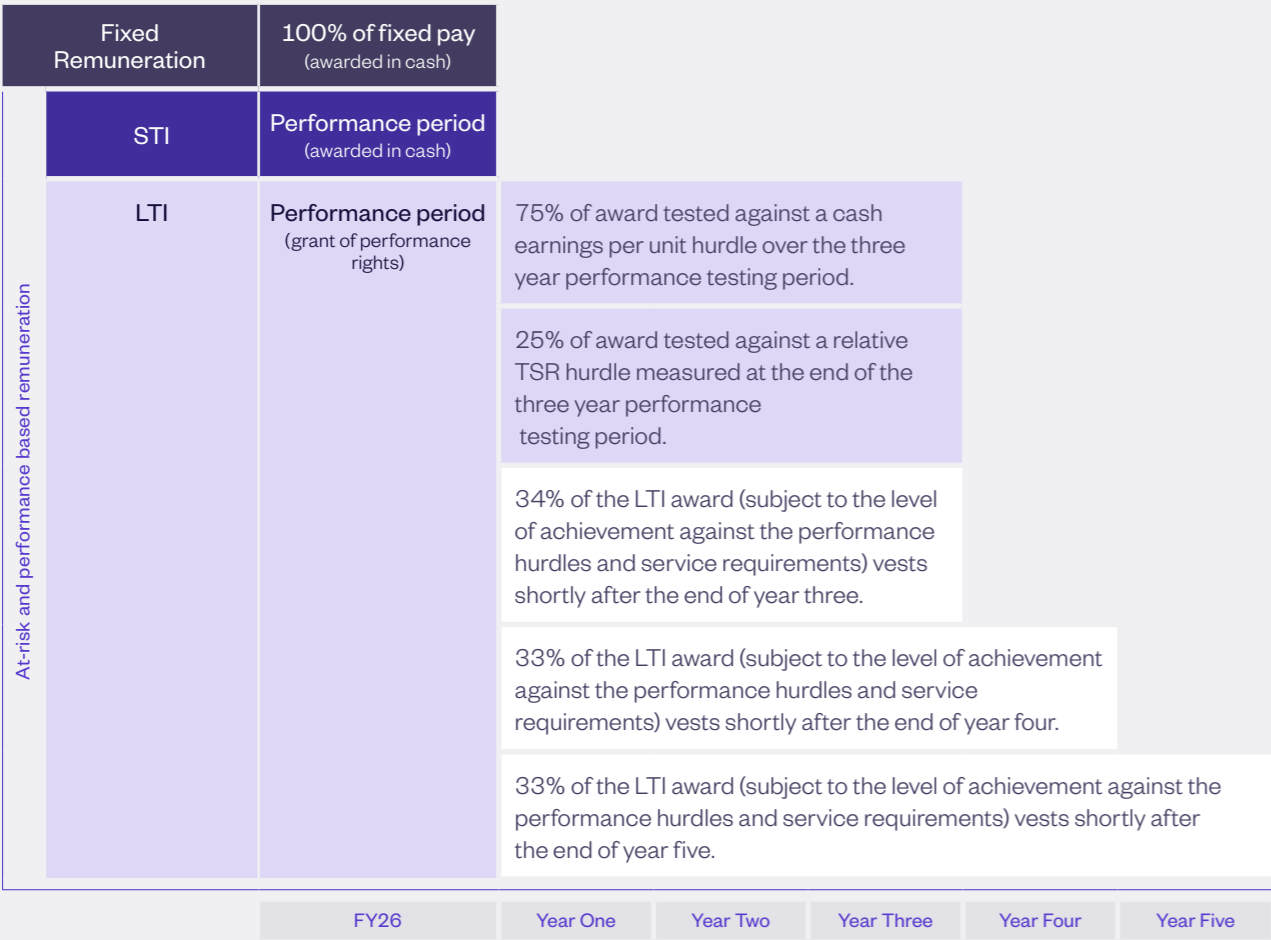 Fixed
Remuneration
100% of fixed pay
(awarded in cash)
STI
Performance period
(awarded in cash)
LTI
Performance period
(grant of performance
rights)
75% of award tested against a cash
earnings per unit hurdle over the three
year performance testing period.
25% of award tested against a relative
TSR hurdle measured at the end of the
three year performance
testing period.
34% of the LTI award (subject to the level
of achievement against the performance
hurdles and service requirements) vests
shortly after the end of year three.
33% of the LTI award (subject to the level of achievement
against the performance hurdles and service
requirements) vests shortly after the end of year four.
33% of the LTI award (subject to the level of achievement against the
performance hurdles and service requirements) vests shortly after
the end of year five.
At-risk and performance based remuneration
FY26
Year One
Year Two
Year Three
Year Four
Year Five